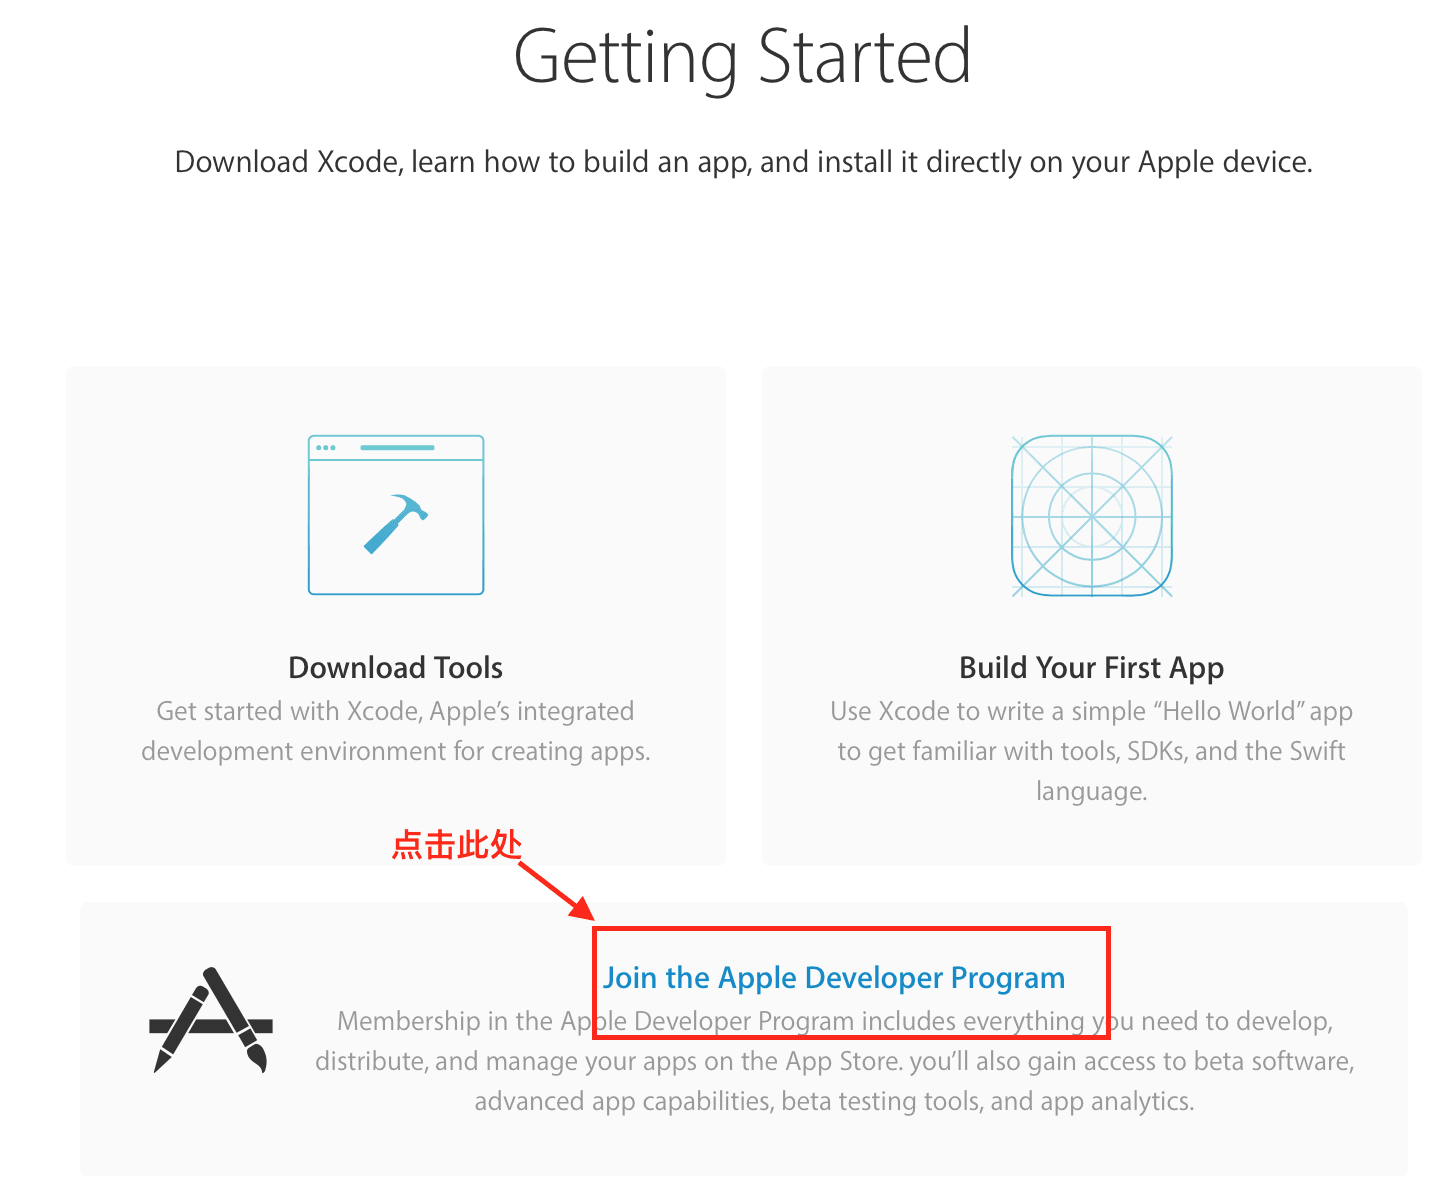 Getting Started
Download Xcode, learn how to build an app, and install it directly on your Apple device.
Download Tools
Get started with Xcode, Apple’s integrated
development environment for creating apps.
Build Your First App
Use Xcode to write a simple “Hello World” app
to get familiar with tools, SDKs, and the Swift
language.
点击此处
Join the Apple Developer Program
Membership in the Apple Developer Program includes everything you need to develop,
distribute, and manage your apps on the App Store. you’ll also gain access to beta software,
advanced app capabilities, beta testing tools, and app analytics.